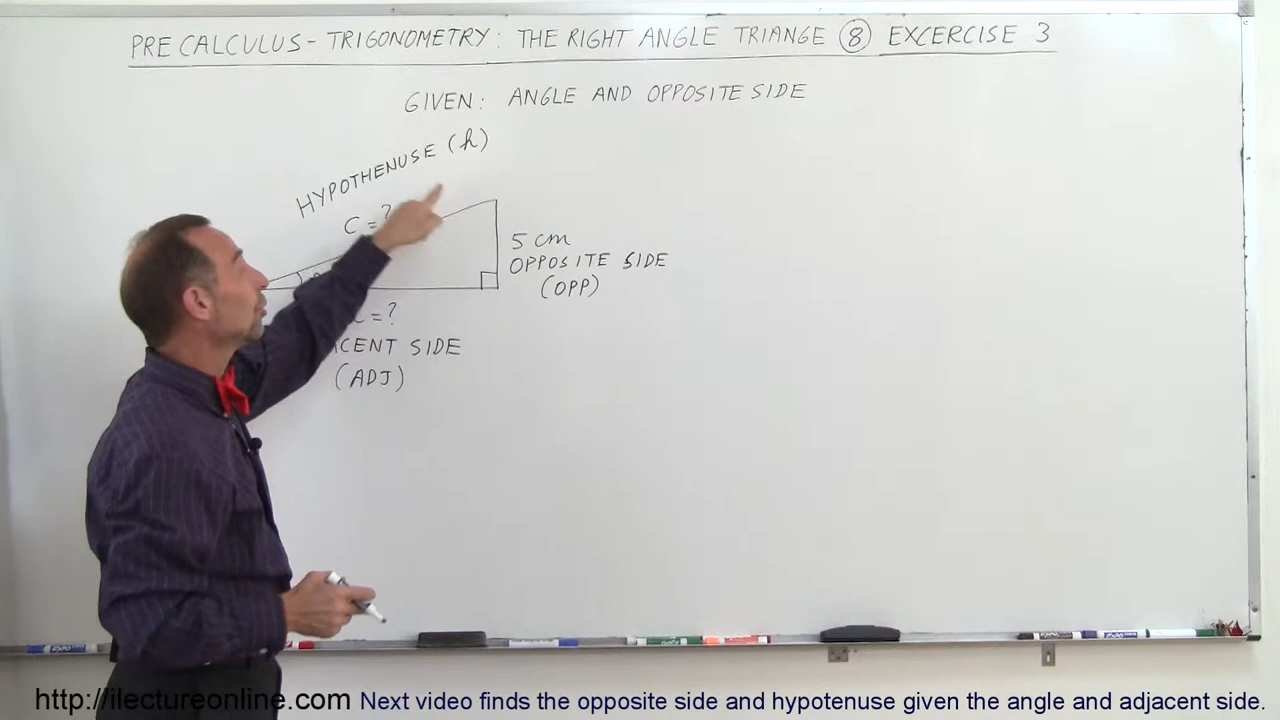 PRE CALCULUS - TRIGONOMETRY: THE RIGHT ANGLE TRIANGE 8 EXCERCISE 3
GIVEN: ANGLE AND OPPOSITE SIDE
HYPOTHENUSE (h)
C = ?
5 cm
OPPOSITE SIDE
(OPP)
= ?
CENT SIDE
(ADJ)
http://ilectureonline.com Next video finds the opposite side and hypotenuse given the angle and adjacent side.